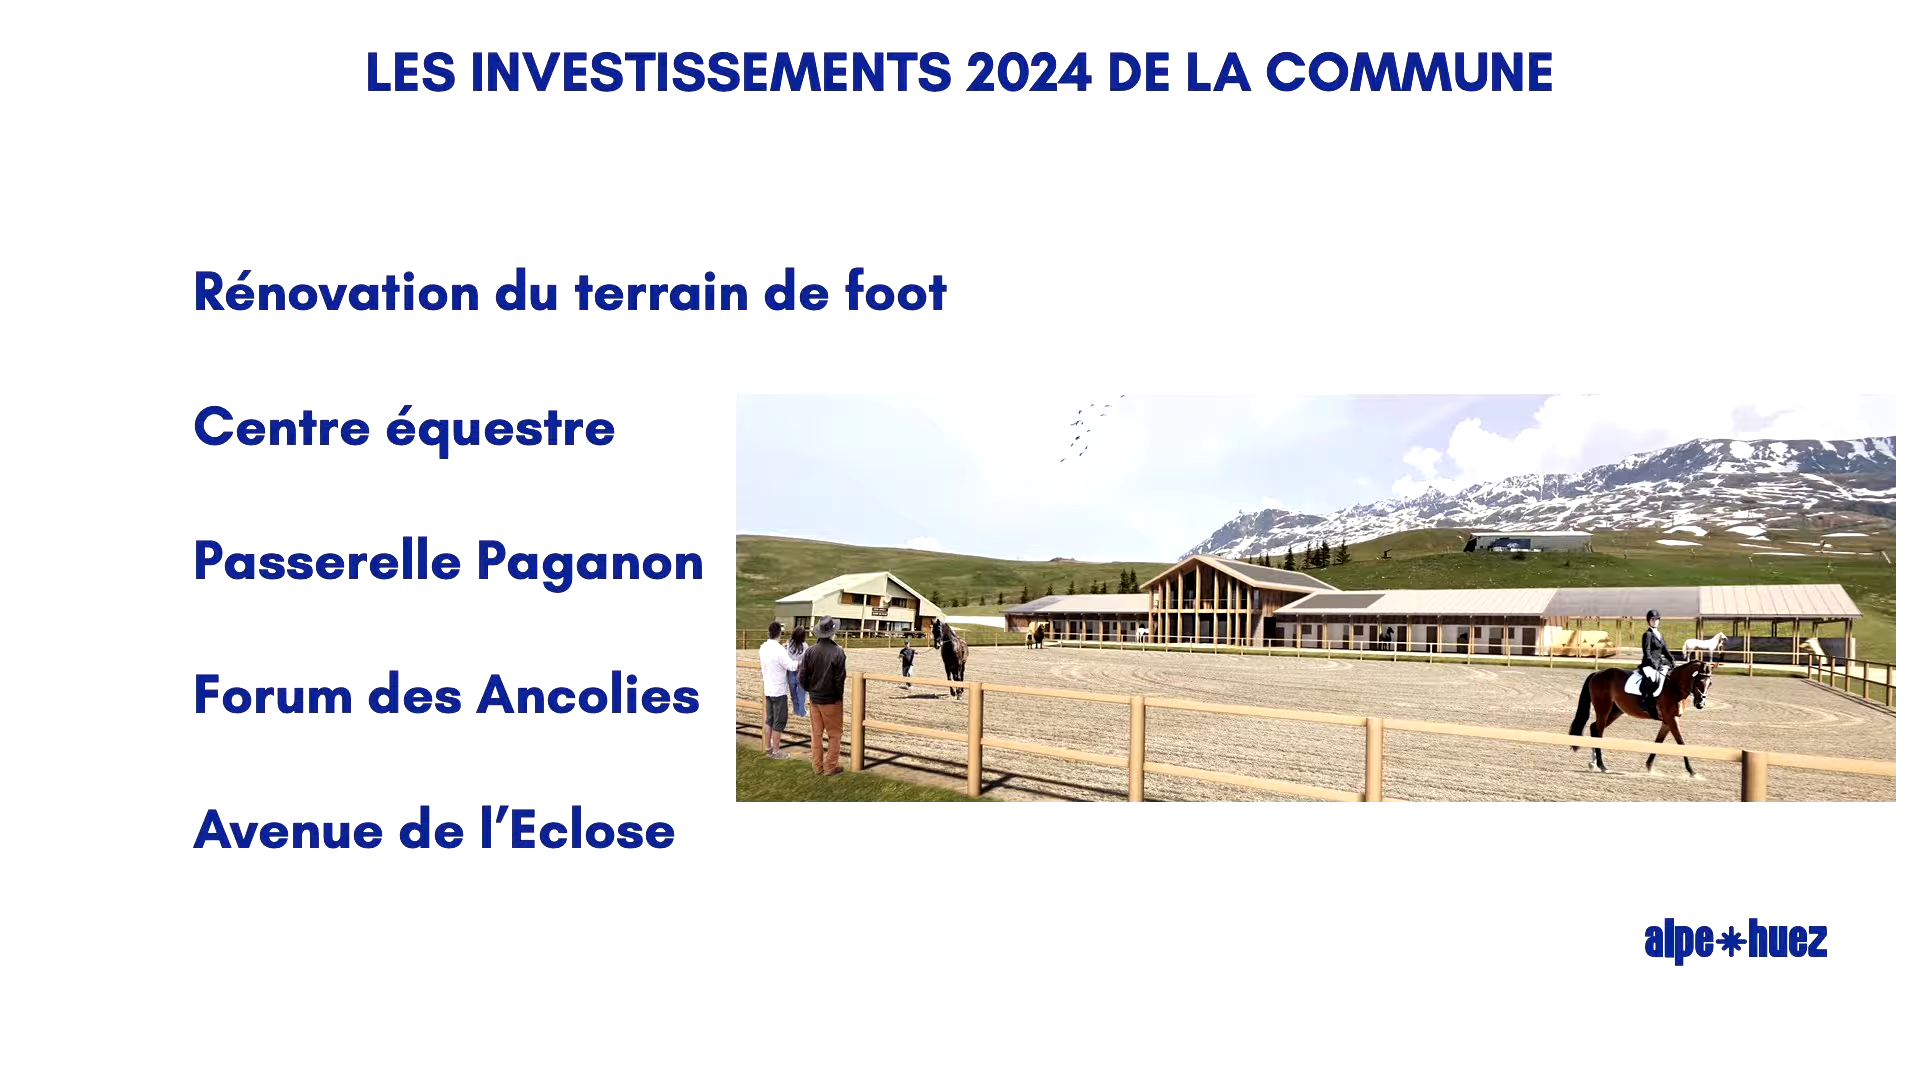 LES INVESTISSEMENTS 2024 DE LA COMMUNE
Rénovation du terrain de foot
Centre équestre
Passerelle Paganon
Forum des Ancolies
Avenue de l’Eclose
alpe*huez